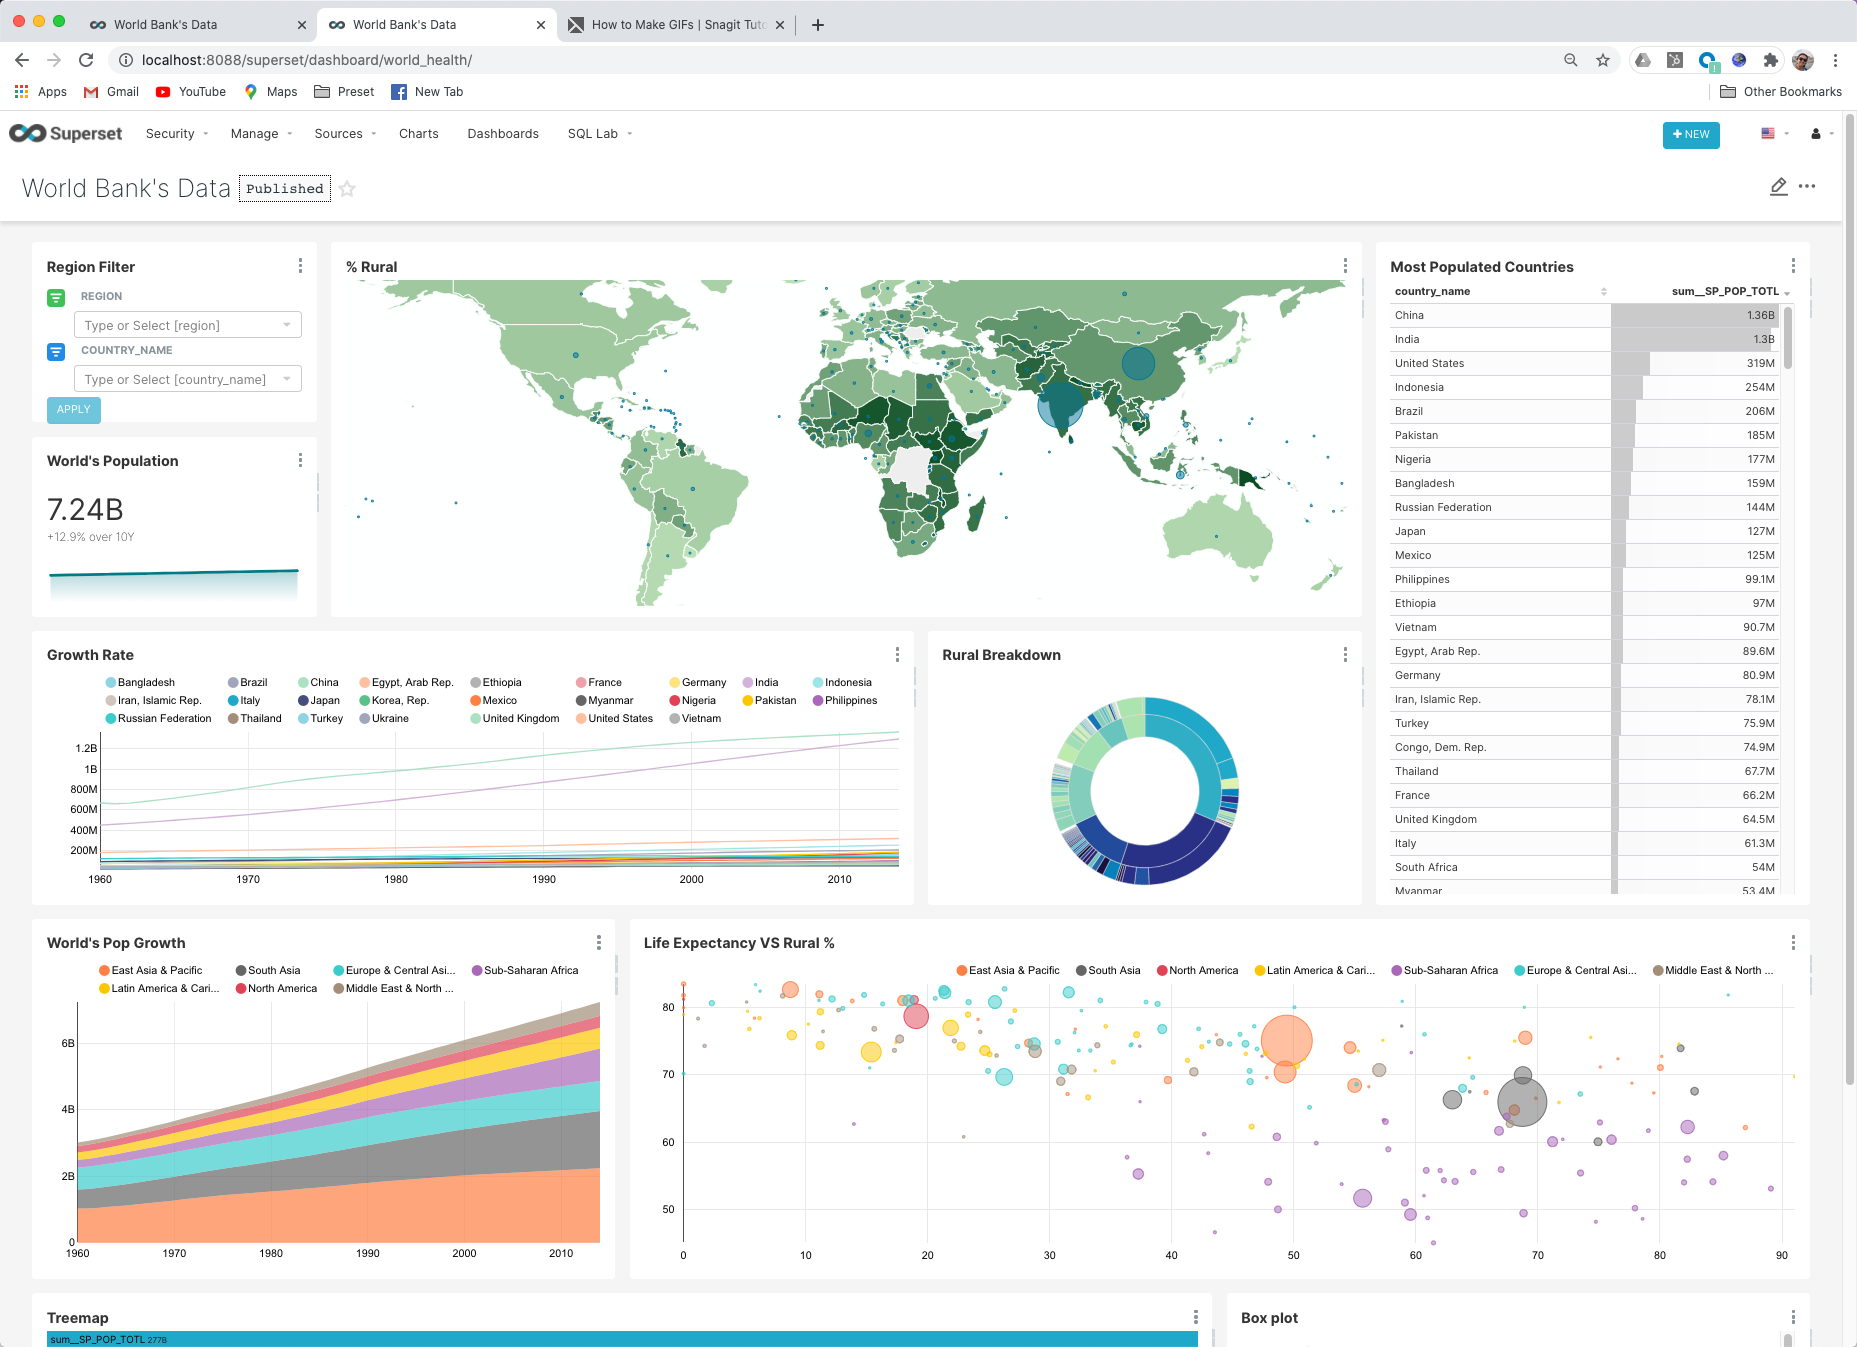 World Bank's Data
World Bank's Data
How to Make GIFs | Snagit Tuto
localhost:8088/superset/dashboard/world_health/
Apps Gmail YouTube Maps Preset New Tab Other Bookmarks
Superset Security Manage Sources Charts Dashboards SQL Lab + NEW
World Bank's Data Published
Region Filter
REGION
Type or Select [region]
COUNTRY_NAME
Type or Select [country_name]
APPLY
World's Population
7.24B
+12.9% over 10Y
% Rural
Most Populated Countries
country_name sum__SP_POP_TOTL
China 1.36B
India 1.3B
United States 319M
Indonesia 254M
Brazil 206M
Pakistan 185M
Nigeria 177M
Bangladesh 159M
Russian Federation 144M
Japan 127M
Mexico 125M
Philippines 99.1M
Ethiopia 97M
Vietnam 90.7M
Egypt, Arab Rep. 89.6M
Germany 80.9M
Iran, Islamic Rep. 78.1M
Turkey 75.9M
Congo, Dem. Rep. 74.9M
Thailand 67.7M
France 66.2M
United Kingdom 64.5M
Italy 61.3M
South Africa 54M
Myanmar 53.4M
Growth Rate
Bangladesh Brazil China Egypt, Arab Rep. Ethiopia France Germany India Indonesia
Iran, Islamic Rep. Italy Japan Korea, Rep. Mexico Myanmar Nigeria Pakistan Philippines
Russian Federation Thailand Turkey Ukraine United Kingdom United States Vietnam
1.2B
1B
800M
600M
400M
200M
1960 1970 1980 1990 2000 2010
Rural Breakdown
World's Pop Growth
East Asia & Pacific South Asia Europe & Central Asi... Sub-Saharan Africa
Latin America & Cari... North America Middle East & North ...
6B
4B
2B
0
1960 1970 1980 1990 2000 2010
Life Expectancy VS Rural %
East Asia & Pacific South Asia North America Latin America & Cari... Sub-Saharan Africa Europe & Central Asi... Middle East & North ...
80
70
60
50
0 10 20 30 40 50 60 70 80 90
Treemap
sum__SP_POP_TOTL 277B
Box plot